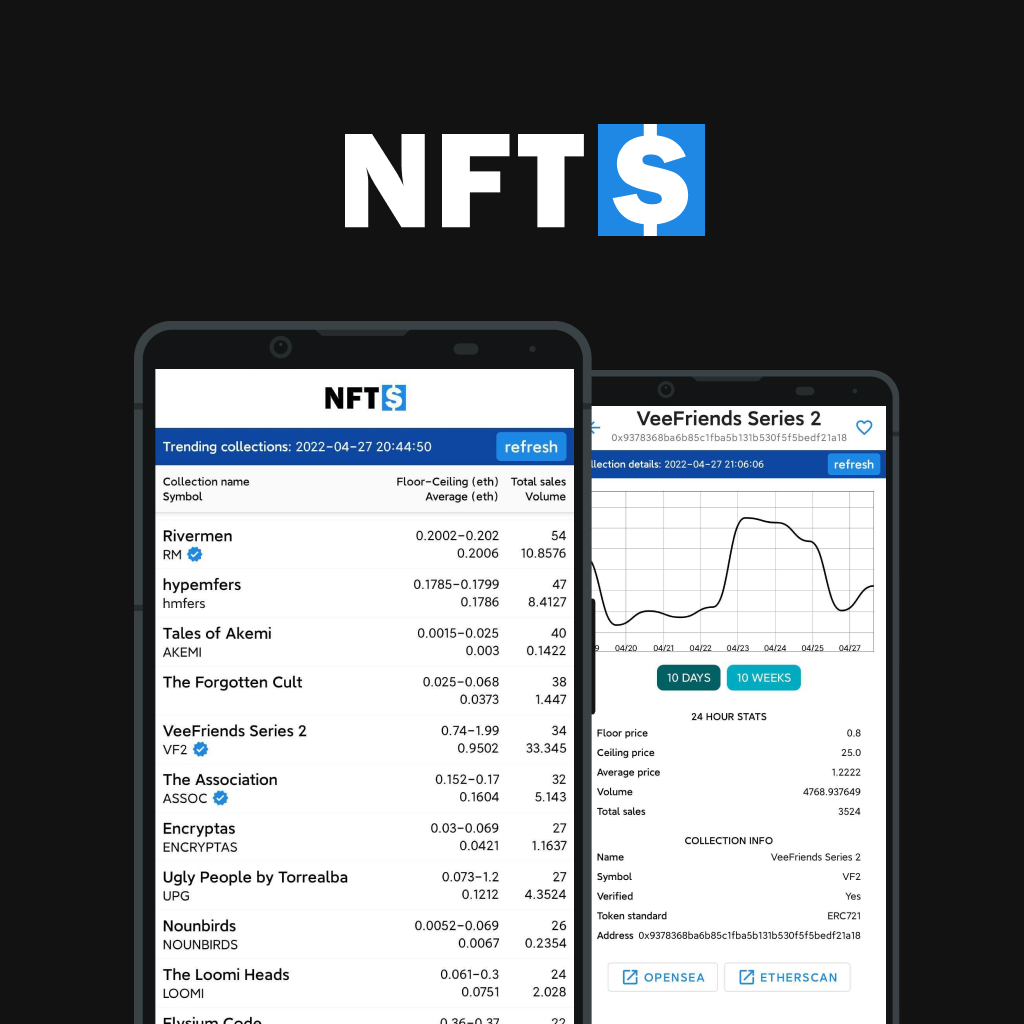 NFT$
NFT$
Trending collections: 2022-04-27 20:44:50
refresh
Collection name Floor-Ceiling (eth) Total sales
Symbol Average (eth) Volume
Rivermen 0.2002-0.202 54
RM 0.2006 10.8576
hypemfers 0.1785-0.1799 47
hmfers 0.1786 8.4127
Tales of Akemi 0.0015-0.025 40
AKEMI 0.003 0.1422
The Forgotten Cult 0.025-0.068 38
0.0373 1.447
VeeFriends Series 2 0.74-1.99 34
VF2 0.9502 33.345
The Association 0.152-0.17 32
ASSOC 0.1604 5.143
Encryptas 0.03-0.069 27
ENCRYPTAS 0.0421 1.1637
Ugly People by Torrealba 0.073-1.2 27
UPG 0.1212 4.3524
Nounbirds 0.0052-0.069 26
NOUNBIRDS 0.0067 0.2354
The Loomi Heads 0.061-0.3 24
LOOMI 0.0751 2.028
Elysium Code 0.36-0.37 22
VeeFriends Series 2
0x9378368ba6b85c1fba5b131b530f5f5bedf21a18
llection details: 2022-04-27 21:06:06
refresh
9 04/20 04/21 04/22 04/23 04/24 04/25 04/27
10 DAYS 10 WEEKS
24 HOUR STATS
Floor price 0.8
Ceiling price 25.0
Average price 1.2222
Volume 4768.937649
Total sales 3524
COLLECTION INFO
Name VeeFriends Series 2
Symbol VF2
Verified Yes
Token standard ERC721
Address 0x9378368ba6b85c1fba5b131b530f5f5bedf21a18
OPENSEA ETHERSCAN